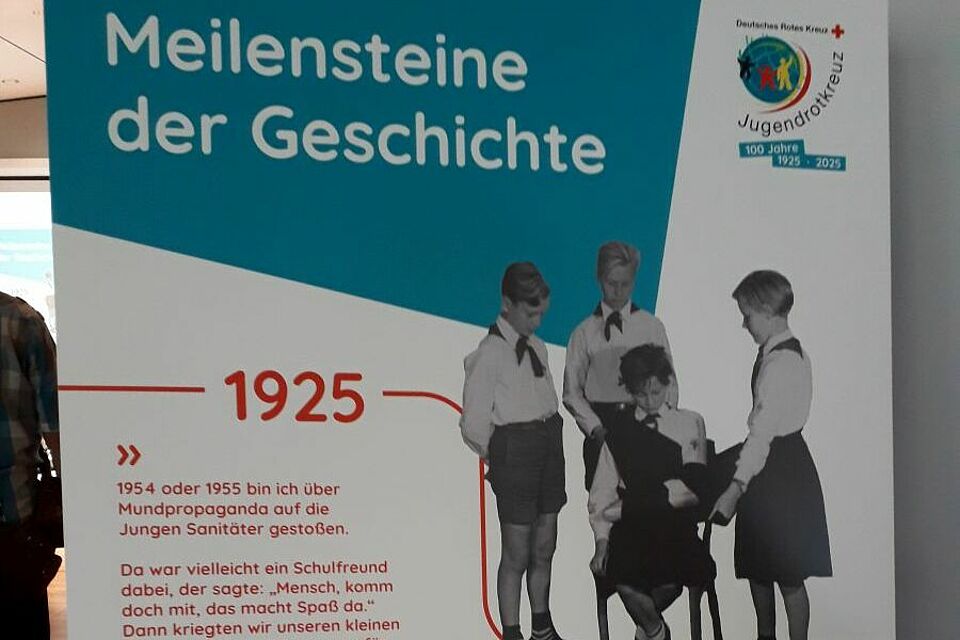 Meilensteine
der Geschichte
Deutsches Rotes Kreuz
Jugendrotkreuz
100 Jahre
1925 · 2025
1925
»
1954 oder 1955 bin ich über
Mundpropaganda auf die
Jungen Sanitäter gestoßen.
Da war vielleicht ein Schulfreund
dabei, der sagte: „Mensch, komm
doch mit, das macht Spaß da.“
Dann kriegten wir unseren kleinen